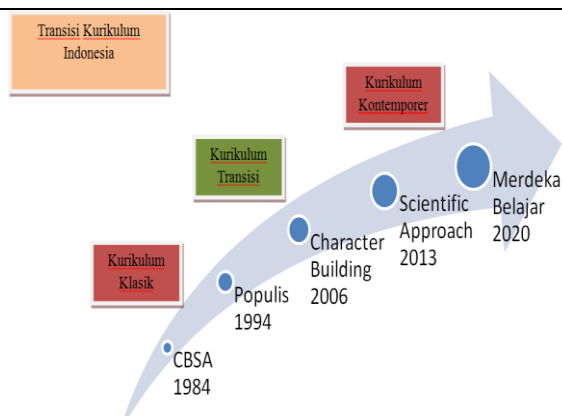 Transisi Kurikulum
Indonesia
Kurikulum
Kontemporer
Kurikulum
Transisi
Kurikulum
Klasik
Merdeka
Belajar
2020
Scientific
Approach
2013
Character
Building
2006
Populis
1994
CBSA
1984